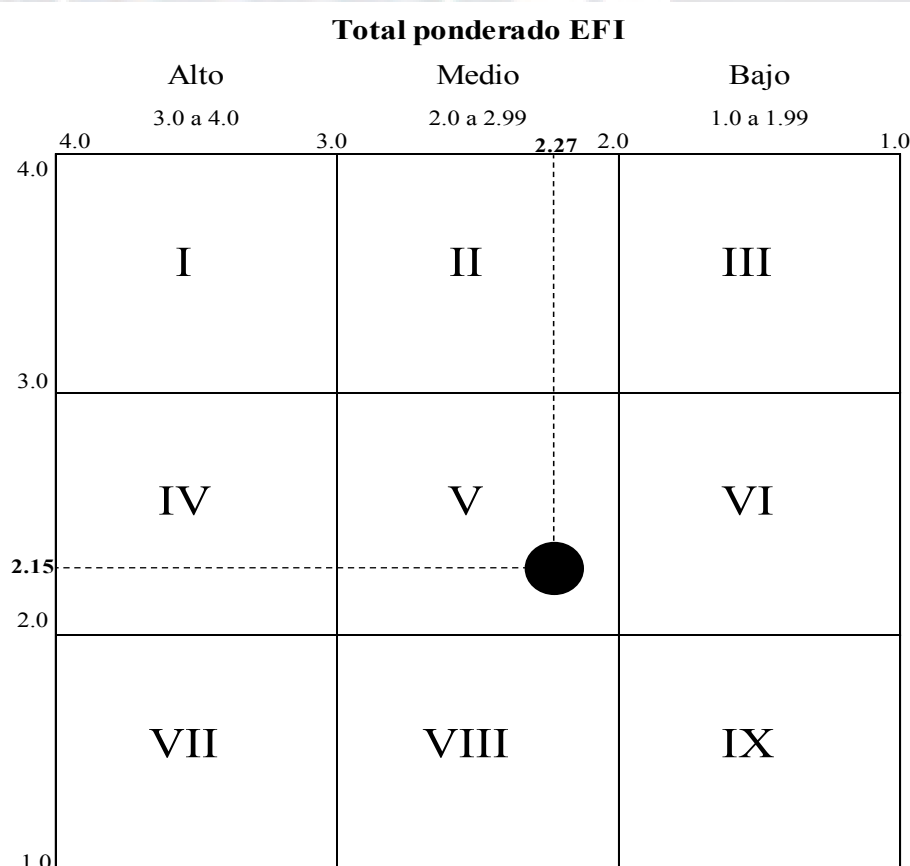 Total ponderado EFI
Alto Medio Bajo
3.0 a 4.0 2.0 a 2.99 1.0 a 1.99
4.0 3.0 2.27 2.0 1.0
4.0
I II III
3.0
IV V VI
2.15
2.0
VII VIII IX
1.0